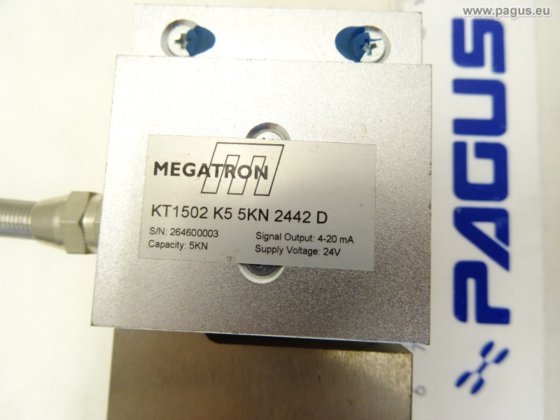 www.pagus.eu
MEGATRON
KT1502 K5 5KN 2442 D
S/N: 264600003 Signal Output: 4-20 mA
Capacity: 5KN Supply Voltage: 24V
PAGUS